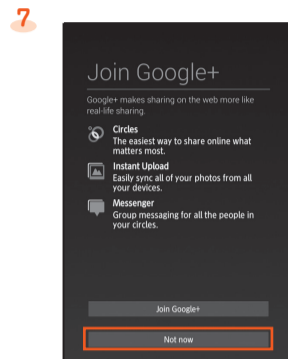 7
Join Google+
Google+ makes sharing on the web more like
real-life sharing.
Circles
The easiest way to share online what
matters most.
Instant Upload
Easily sync all of your photos from all
your devices.
Messenger
Group messaging for all the people in
your circles.
Join Google+
Not now